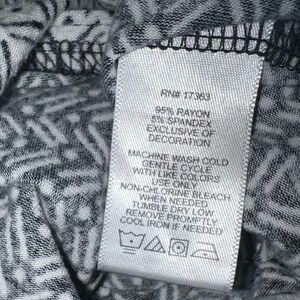 RN# 17363
95% RAYON
5% SPANDEX
EXCLUSIVE OF
DECORATION
MACHINE WASH COLD
GENTLE CYCLE
WITH LIKE COLORS
USE ONLY
NON-CHLORINE BLEACH
WHEN NEEDED
TUMBLE DRY LOW
REMOVE PROMPTLY
COOL IRON IF NEEDED